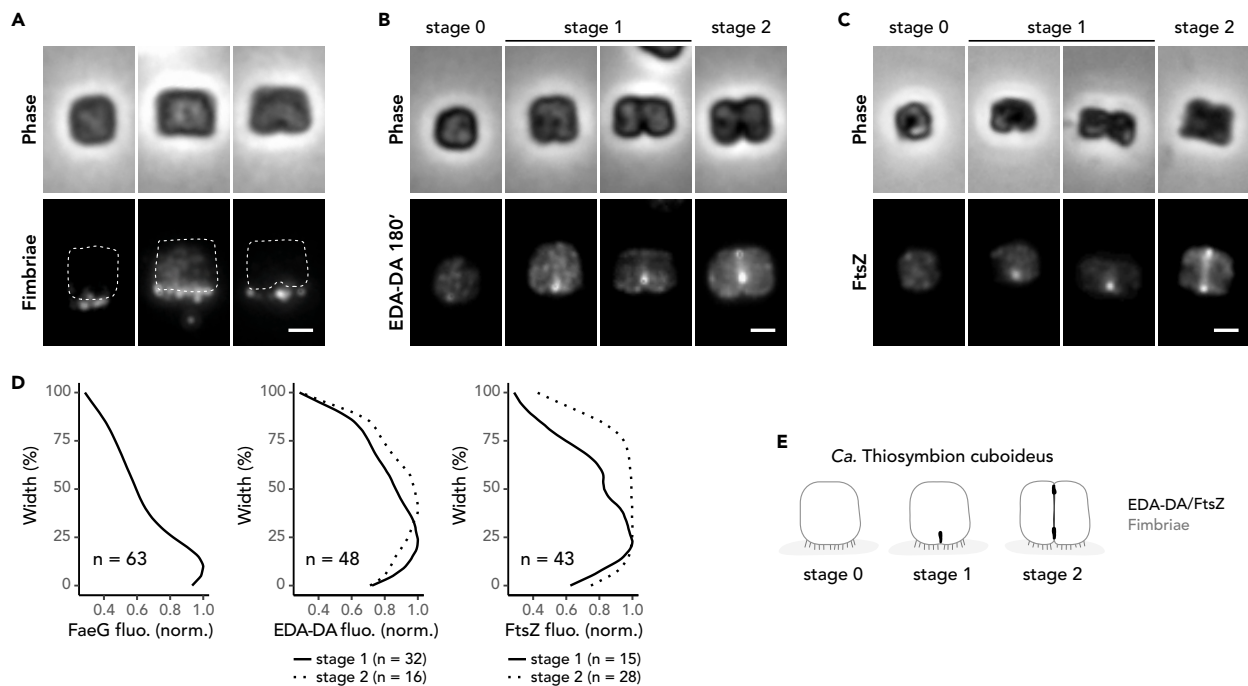 A
Phase
Fimbriae
B
stage 0 stage 1 stage 2
Phase
EDA-DA 180′
C
stage 0 stage 1 stage 2
Phase
FtsZ
D
100
75
50
25
0
Width (%)
n = 63
0.4 0.6 0.8 1.0
FaeG fluo. (norm.)
100
75
50
25
0
Width (%)
n = 48
0.4 0.6 0.8 1.0
EDA-DA fluo. (norm.)
stage 1 (n = 32)
stage 2 (n = 16)
100
75
50
25
0
Width (%)
n = 43
0.4 0.6 0.8 1.0
FtsZ fluo. (norm.)
stage 1 (n = 15)
stage 2 (n = 28)
E
Ca. Thiosymbion cuboideus
EDA-DA/FtsZ
Fimbriae
stage 0 stage 1 stage 2